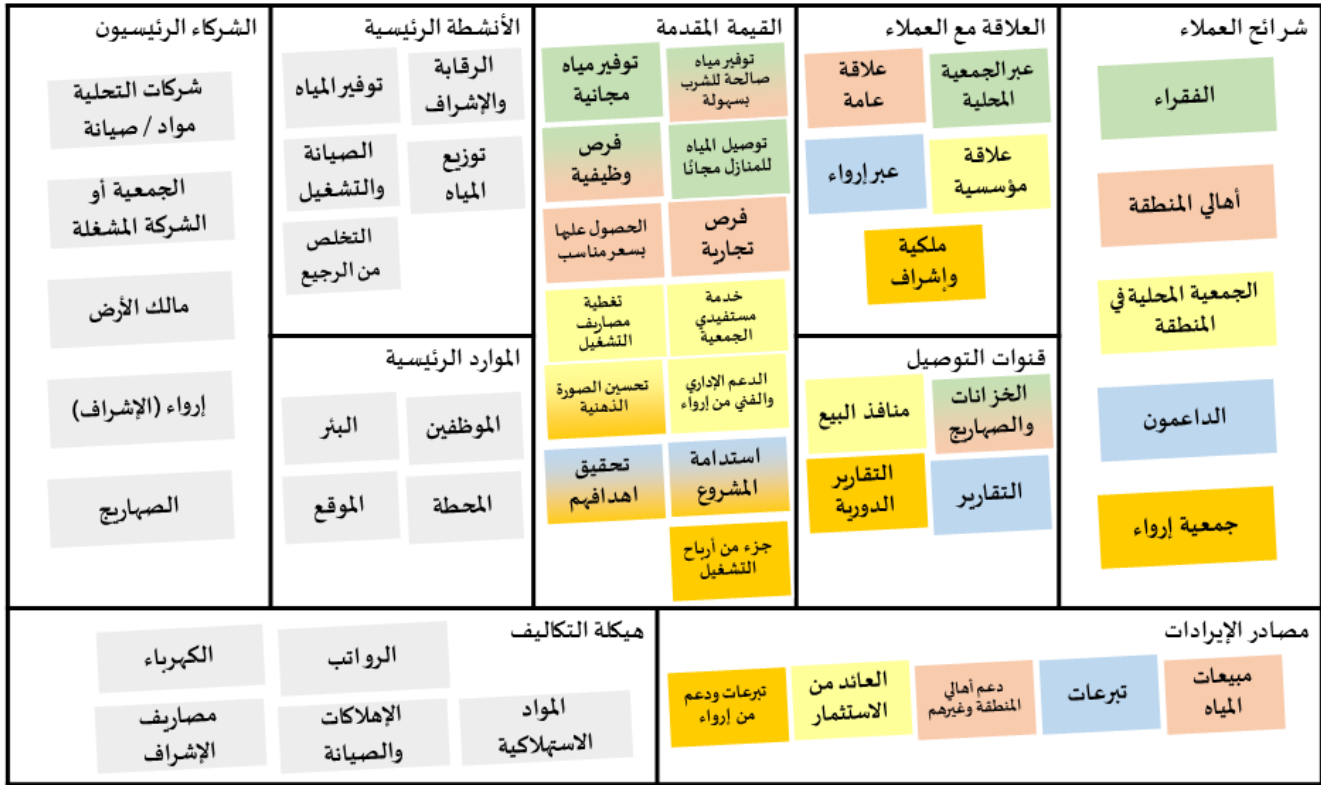 شرائح العملاء
الفقراء
أهالي المنطقة
الجمعية المحلية في
المنطقة
الداعمون
جمعية إرواء
العلاقة مع العملاء
عبر الجمعية
المحلية
علاقة
عامة
علاقة
مؤسسية
عبر إرواء
ملكية
وإشراف
قنوات التوصيل
الخزانات
والصهاريج
منافذ البيع
التقارير
التقارير
الدورية
القيمة المقدمة
توفير مياه
صالحة للشرب
بسهولة
توفير مياه
مجانية
توصيل المياه
للمنازل مجانًا
فرص
وظيفية
فرص
تجارية
الحصول عليها
بسعر مناسب
خدمة
مستفيدي
الجمعية
تغطية
مصاريف
التشغيل
الدعم الإداري
والفني من إرواء
تحسين الصورة
الذهنية
استدامة
المشروع
تحقيق
اهدافهم
جزء من أرباح
التشغيل
الأنشطة الرئيسية
الرقابة
والإشراف
توفير المياه
توزيع
المياه
الصيانة
والتشغيل
التخلص
من الرجيع
الموارد الرئيسية
الموظفين
البئر
المحطة
الموقع
الشركاء الرئيسيون
شركات التحلية
مواد / صيانة
الجمعية أو
الشركة المشغلة
مالك الأرض
إرواء (الإشراف)
الصهاريج
مصادر الإيرادات
مبيعات
المياه
تبرعات
دعم أهالي
المنطقة وغيرهم
العائد من
الاستثمار
تبرعات ودعم
من إرواء
هيكلة التكاليف
الرواتب
الكهرباء
المواد
الاستهلاكية
الإهلاكات
والصيانة
مصاريف
الإشراف